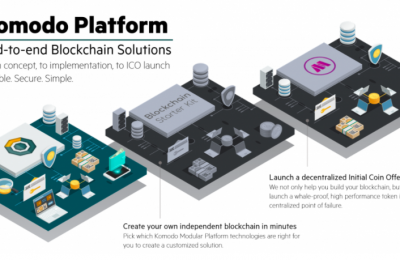 omodo Platform
d-to-end Blockchain Solutions
concept, to implementation, to ICO launch
ble. Secure. Simple.
Blockchain
Starter Kit
Launch a decentralized Initial Coin Offe
We not only help you build your blockchain, bu
launch a whale-proof, high performance token
centralized point of failure.
Create your own independent blockchain in minutes
Pick which Komodo Modular Platform technologies are right for
you to create a customized solution.